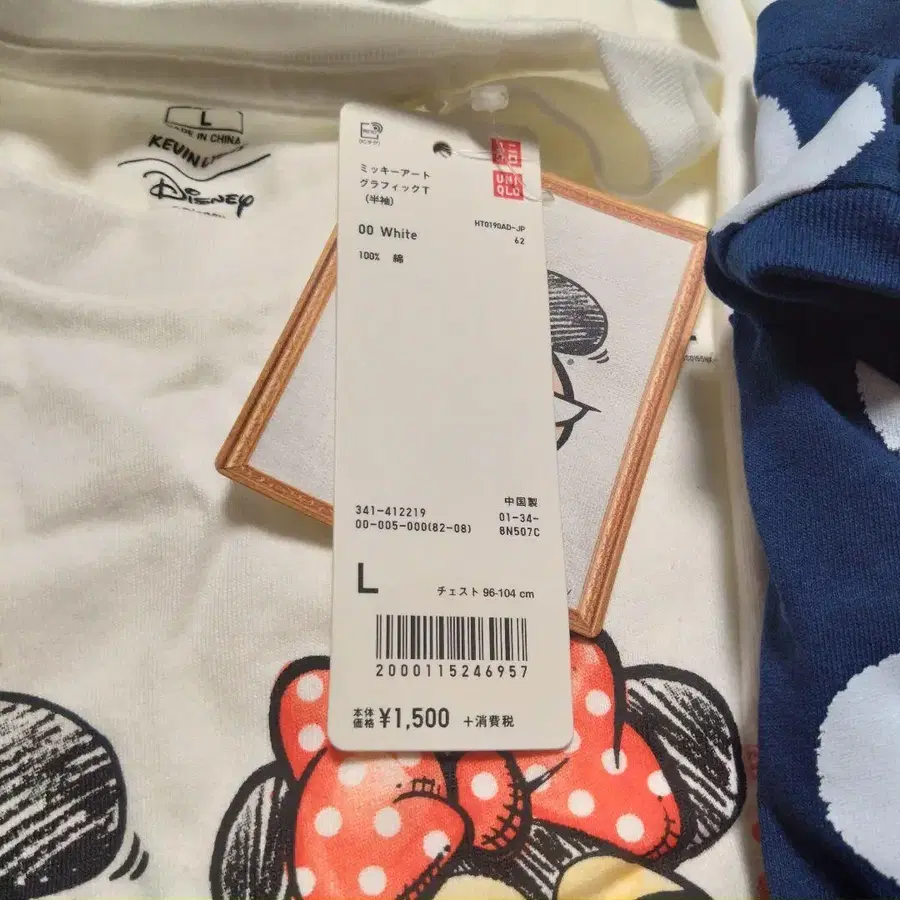 L
MADE IN CHINA
KEVIN
Disney
ミッキーアート
グラフィックT
(半袖)
UNI
QLO
00 White
HT0190AD-JP
62
100% 綿
341-412219
00-005-000(82-08)
中国製
01-34-
8N507C
L
チェスト 96-104 cm
2000115246957
本体
価格 ¥1,500 +消費税